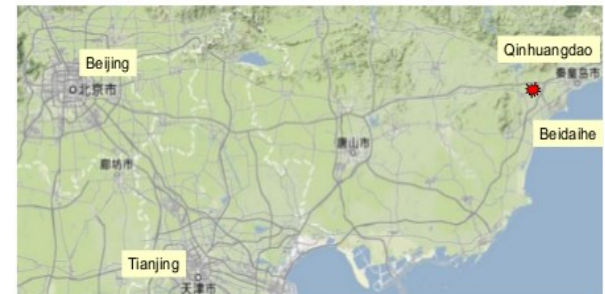 Qinhuangdao
Beijing
秦皇岛市
北京市
Beidaihe
唐山市
廊坊市
Tianjing
天津市